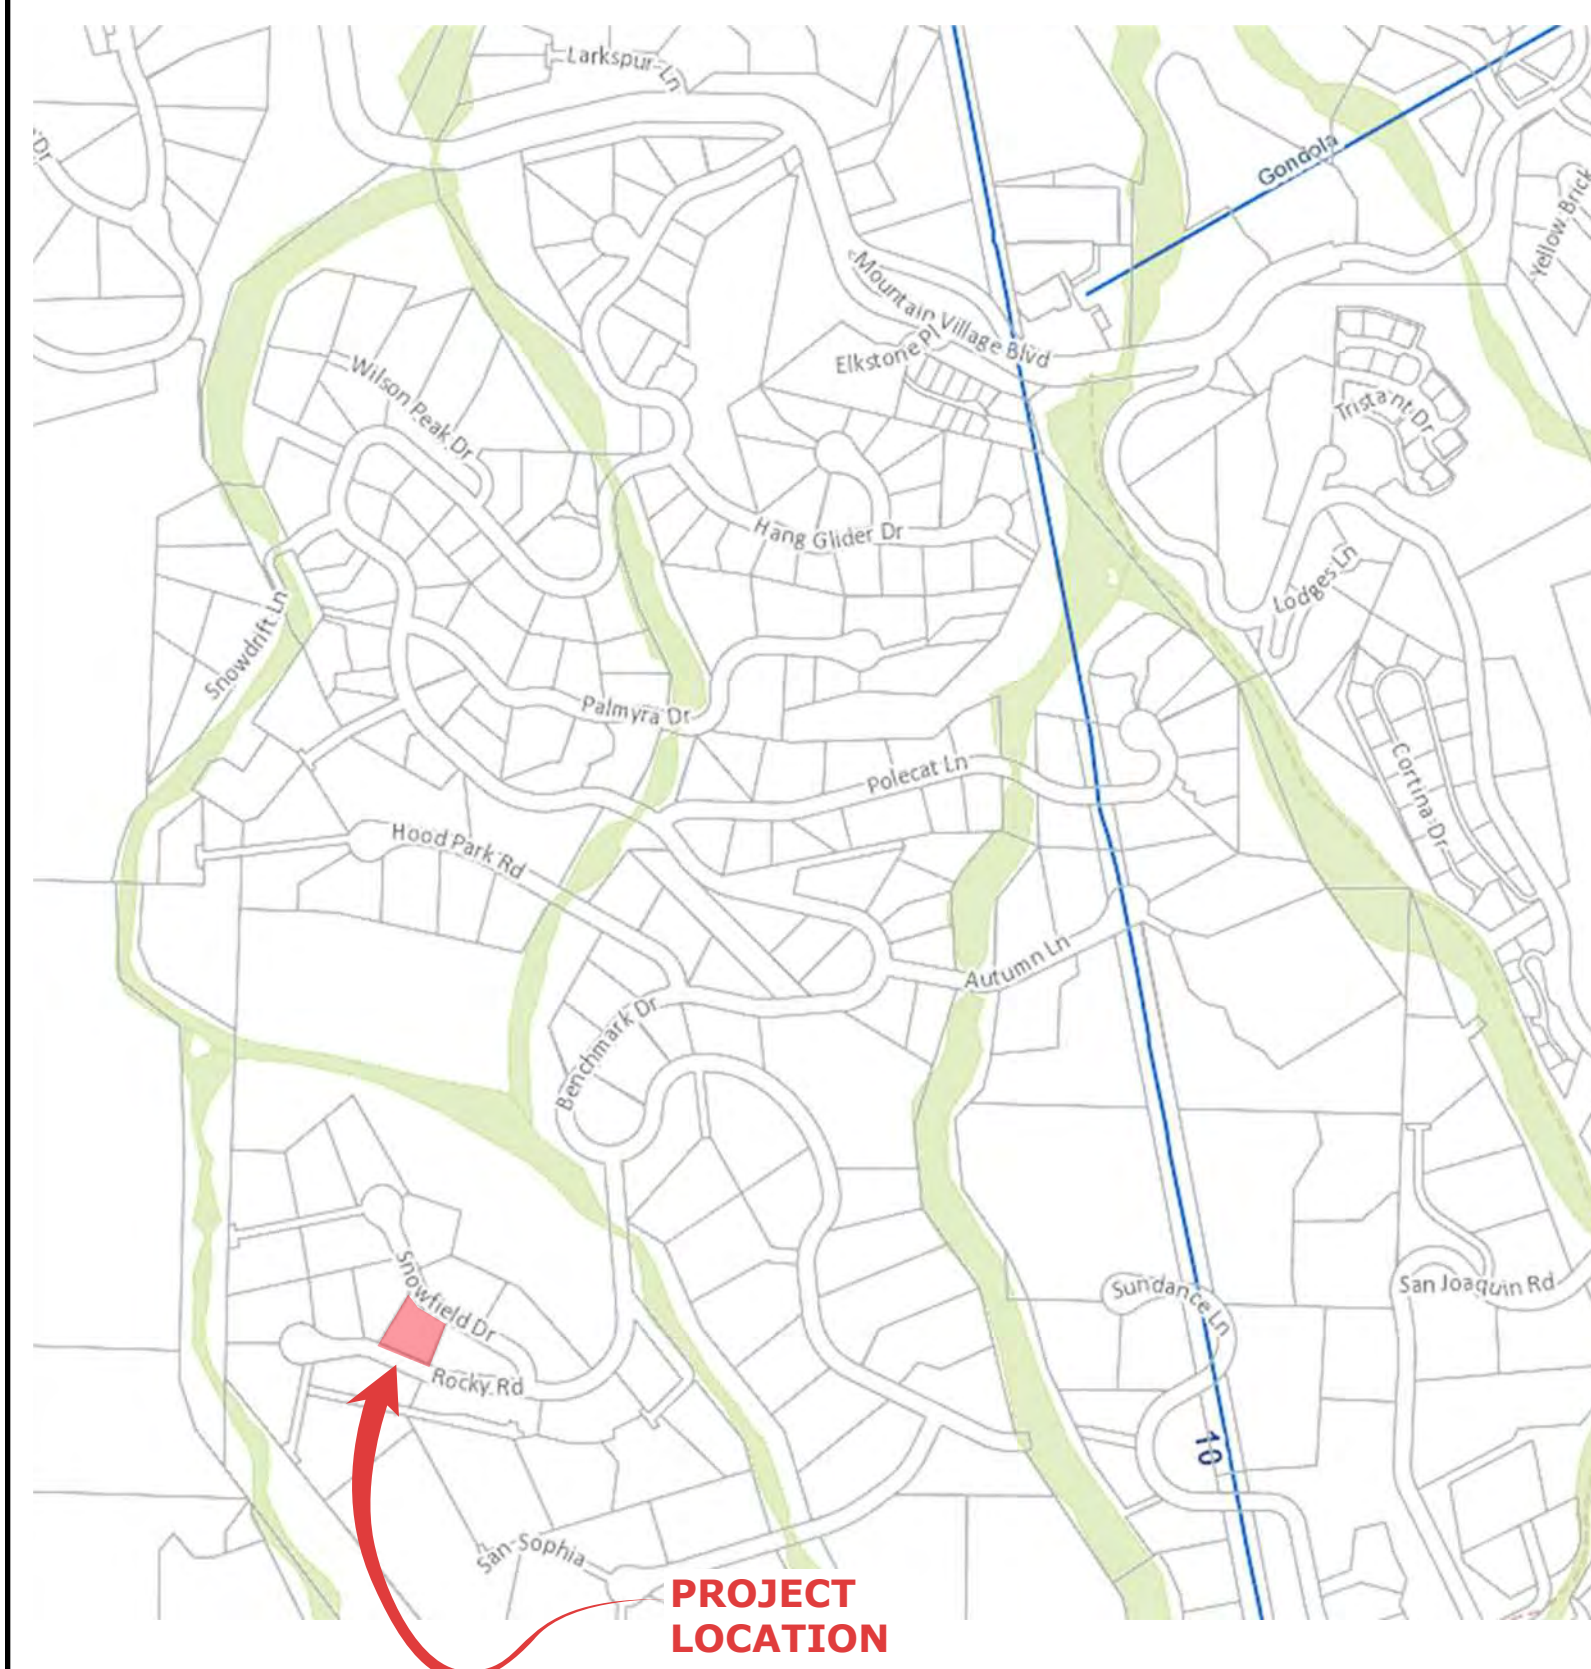 Larkspur Ln
Dr
Gondola
Yellow Brick
Mountain Village Blvd
Elkstone Pl
Wilson Peak Dr
Tristant Dr
Hang Glider Dr
Lodges Ln
Snowdrift Ln
Palmyra Dr
Polecat Ln
Cortina Dr
Hood Park Rd
Autumn Ln
Benchmark Dr
Snowfield Dr
Sundance Ln
San Joaquin Rd
Rocky Rd
10
San Sophia
PROJECT
LOCATION